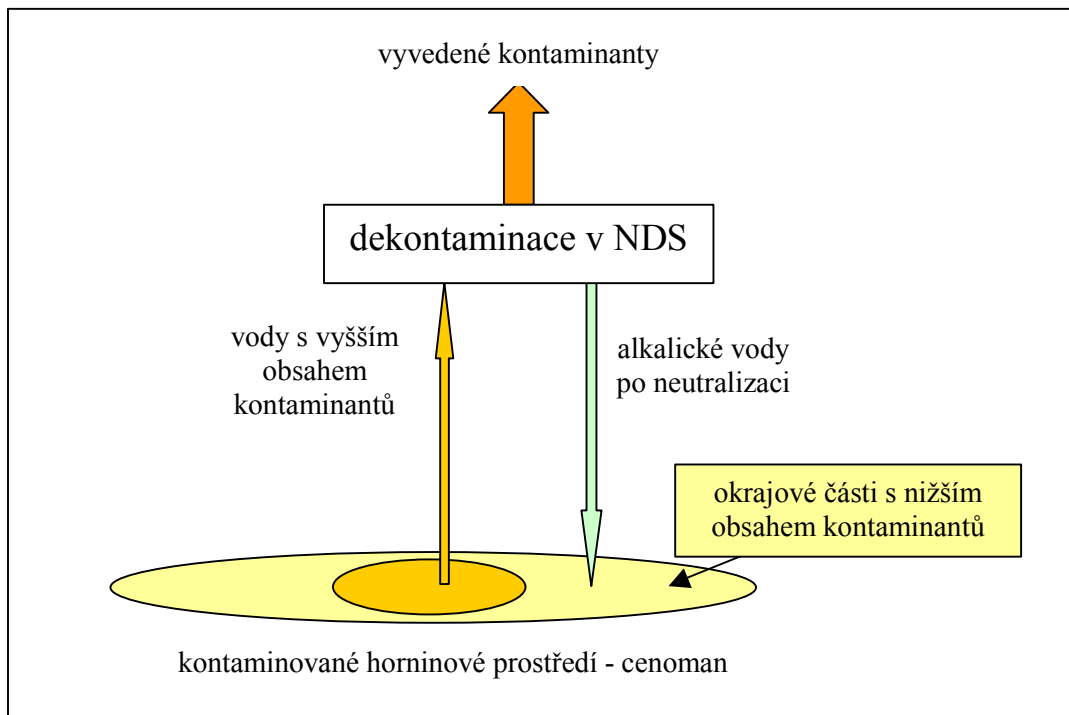 vyvedené kontaminanty
dekontaminace v NDS
vody s vyšším
obsahem
kontaminantů
alkalické vody
po neutralizaci
okrajové části s nižším
obsahem kontaminantů
kontaminované horninové prostředí - cenoman